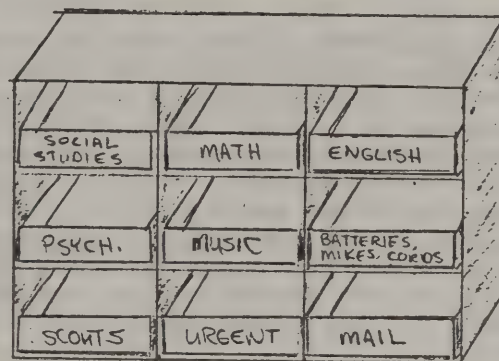 SOCIAL
STUDIES
MATH
ENGLISH
PSYCH.
MUSIC
BATTERIES,
MIKES, CORDS
SCOUTS
URGENT
MAIL